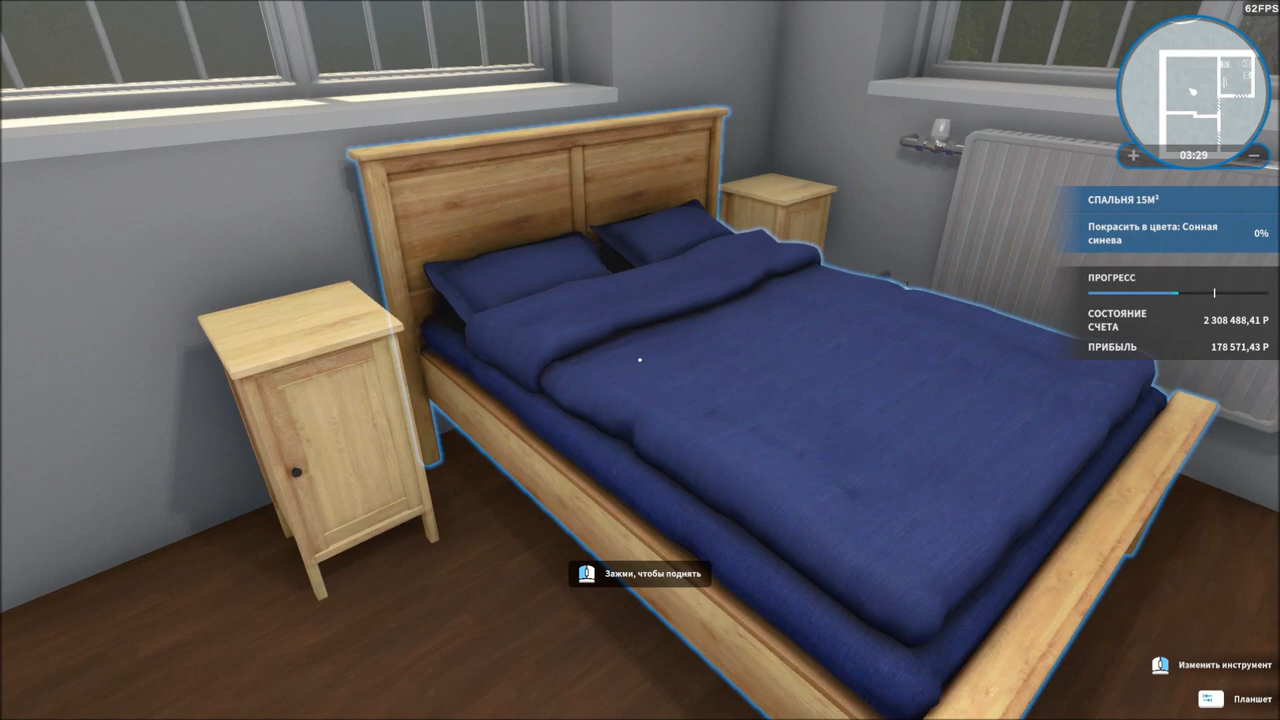 62FPS
+ 03:29 −
СПАЛЬНЯ 15М²
Покрасить в цвета: Сонная 0%
синева
ПРОГРЕСС
СОСТОЯНИЕ
СЧЕТА 2 308 488,41 Р
ПРИБЫЛЬ 178 571,43 Р
Зажми, чтобы поднять
Изменить инструмент
Планшет